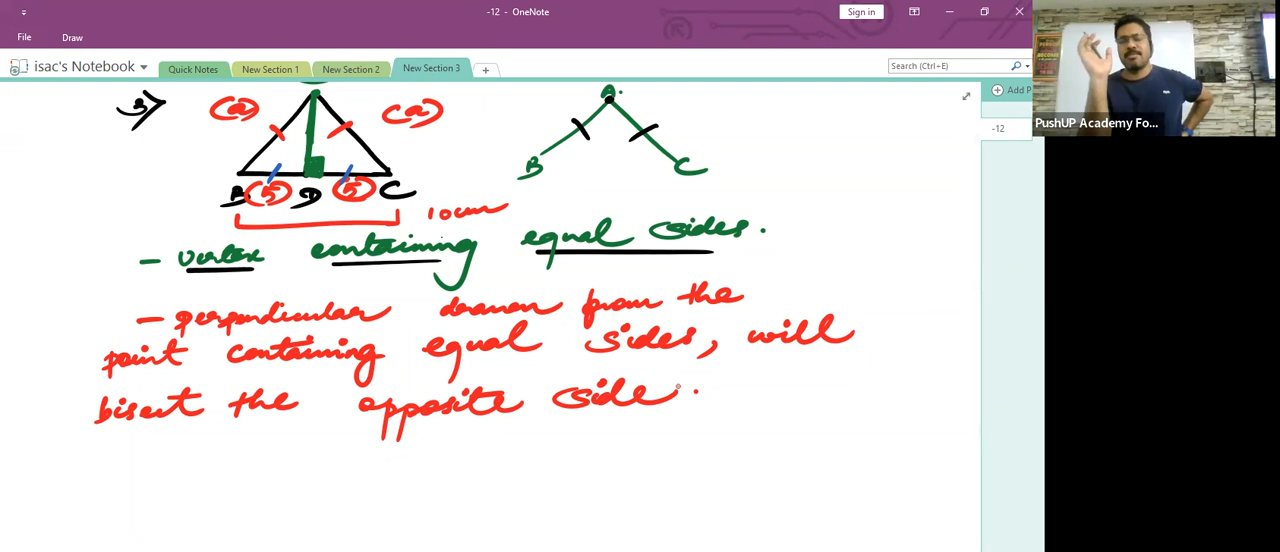 -12 - OneNote
Sign in
File
Draw
isac's Notebook
Quick Notes
New Section 1
New Section 2
New Section 3
+
Search (Ctrl+E)
Add P
-12
PushUP Academy Fo...
3>
(a)
(a)
A.
B
C
B
(5)
D
(5)
C
10cm
- vertex containing equal sides.
- perpendicular drawn from the
point containing equal sides, will
bisect the opposite side.